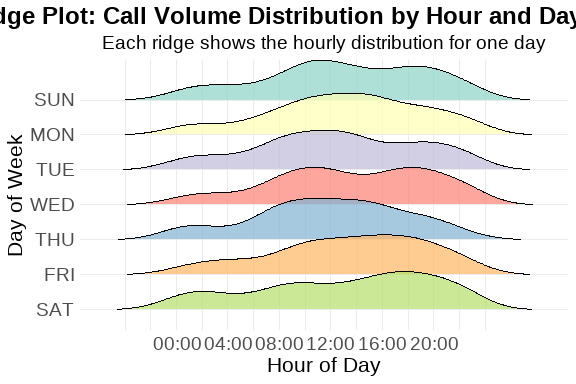 dge Plot: Call Volume Distribution by Hour and Day
Each ridge shows the hourly distribution for one day
SUN
MON
TUE
WED
THU
FRI
SAT
Day of Week
00:00 04:00 08:00 12:00 16:00 20:00
Hour of Day